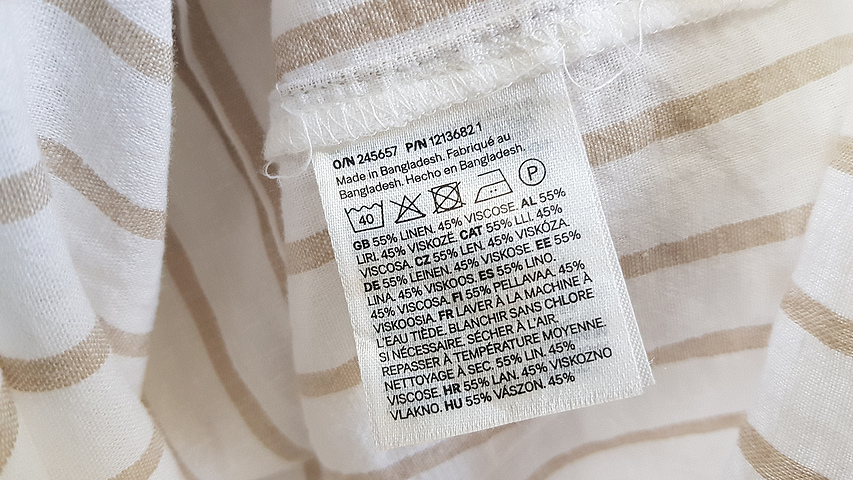 O/N 245657 P/N 1213682 1
Made in Bangladesh. Fabriqué au
Bangladesh. Hecho en Bangladesh.
40 P
GB 55% LINEN. 45% VISCOSE. AL 55%
LIRI. 45% VISKOZË. CAT 55% LLI. 45%
VISCOSA. CZ 55% LEN. 45% VISKÓZA.
DE 55% LEINEN. 45% VISKOSE. EE 55%
LINA. 45% VISKOOS. ES 55% LINO.
45% VISCOSA. FI 55% PELLAVAA. 45%
VISKOOSIA. FR LAVER À LA MACHINE À
L'EAU TIÈDE. BLANCHIR SANS CHLORE
SI NÉCESSAIRE. SÉCHER À L'AIR.
REPASSER À TEMPÉRATURE MOYENNE.
NETTOYAGE À SEC. 55% LIN. 45%
VISCOSE. HR 55% LAN. 45% VISKOZNO
VLAKNO. HU 55% VÁSZON. 45%